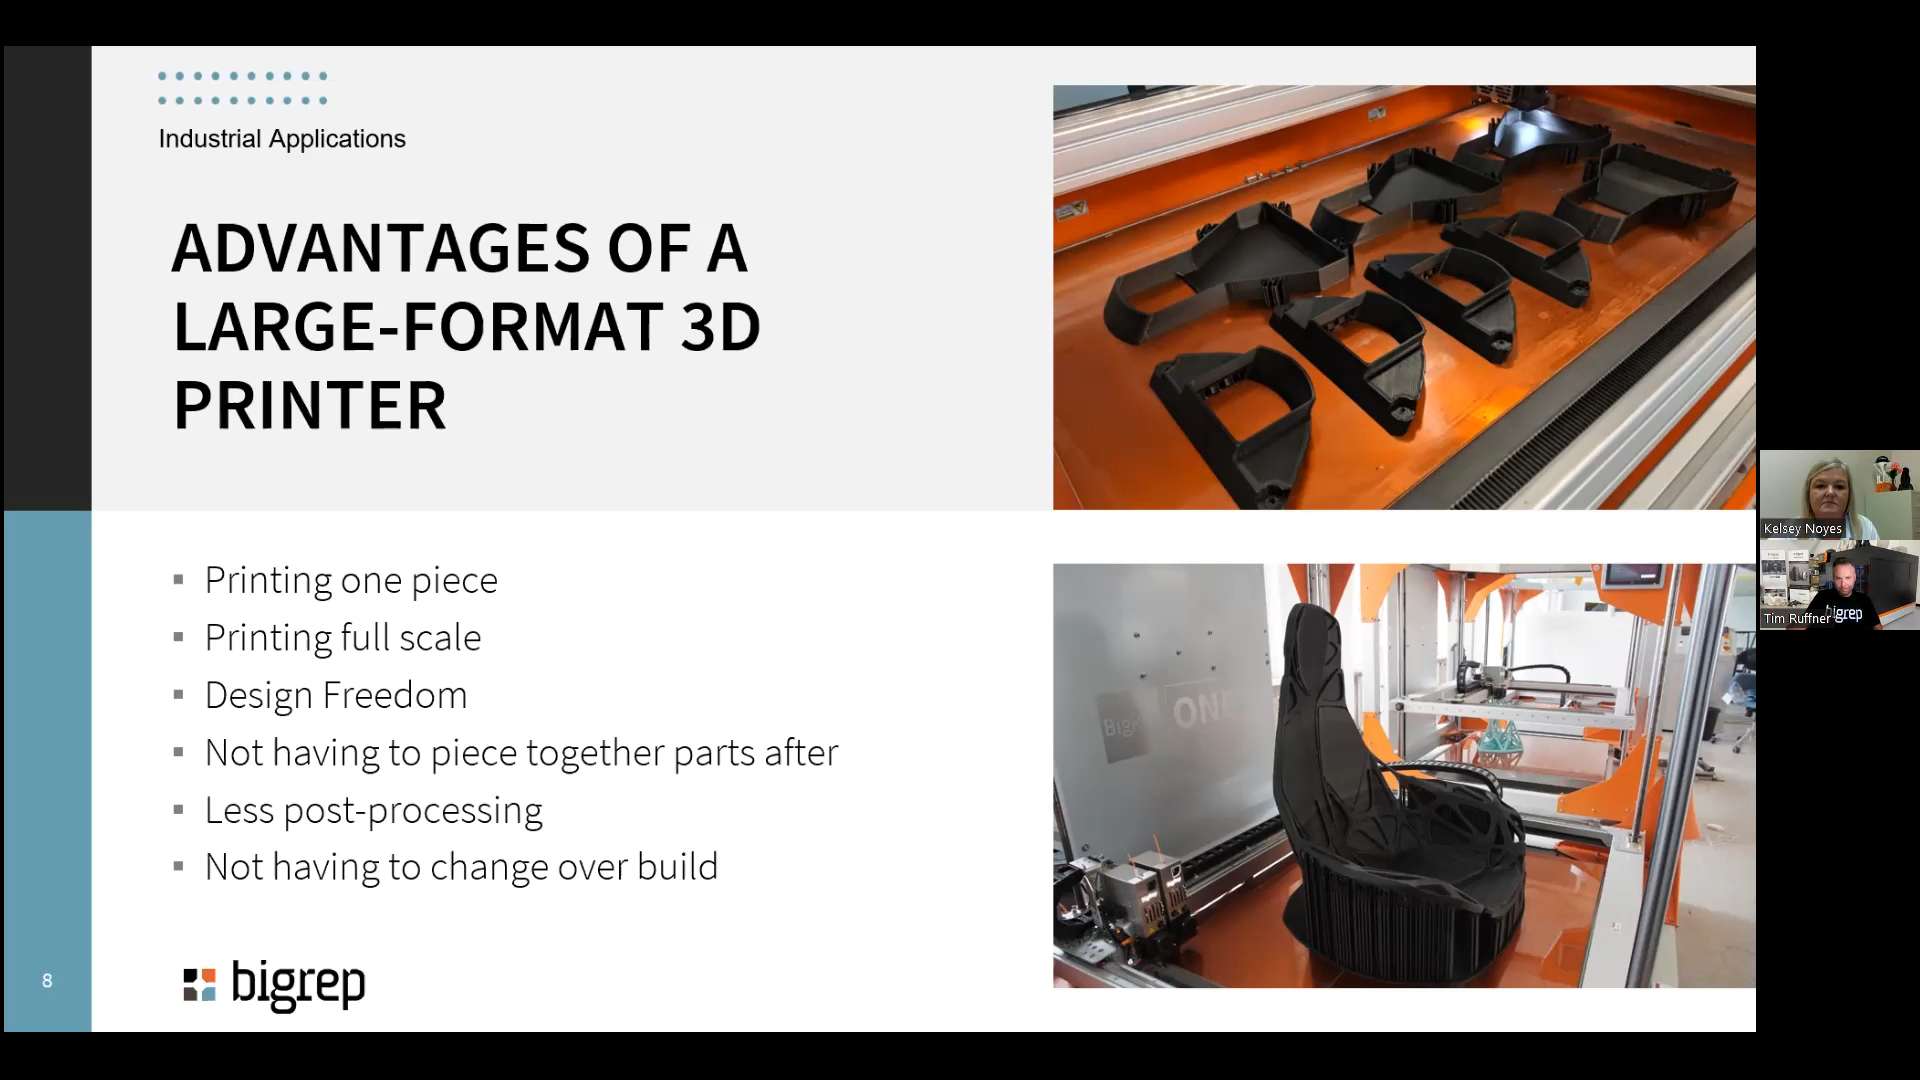 Industrial Applications
ADVANTAGES OF A
LARGE-FORMAT 3D
PRINTER
Printing one piece
Printing full scale
Design Freedom
Not having to piece together parts after
Less post-processing
Not having to change over build
8
bigrep
ONE
Kelsey Noyes
bigrep
Tim Ruffner